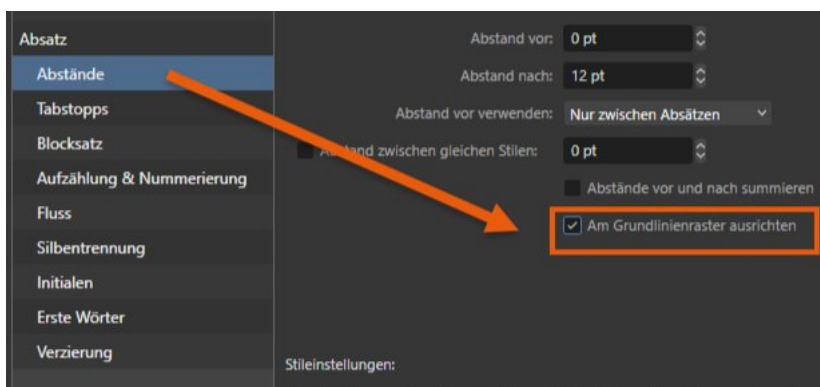 Absatz
Abstände
Tabstopps
Blocksatz
Aufzählung & Nummerierung
Fluss
Silbentrennung
Initialen
Erste Wörter
Verzierung
Abstand vor: 0 pt
Abstand nach: 12 pt
Abstand vor verwenden: Nur zwischen Absätzen
Abstand zwischen gleichen Stilen: 0 pt
Abstände vor und nach summieren
Am Grundlinienraster ausrichten
Stileinstellungen: